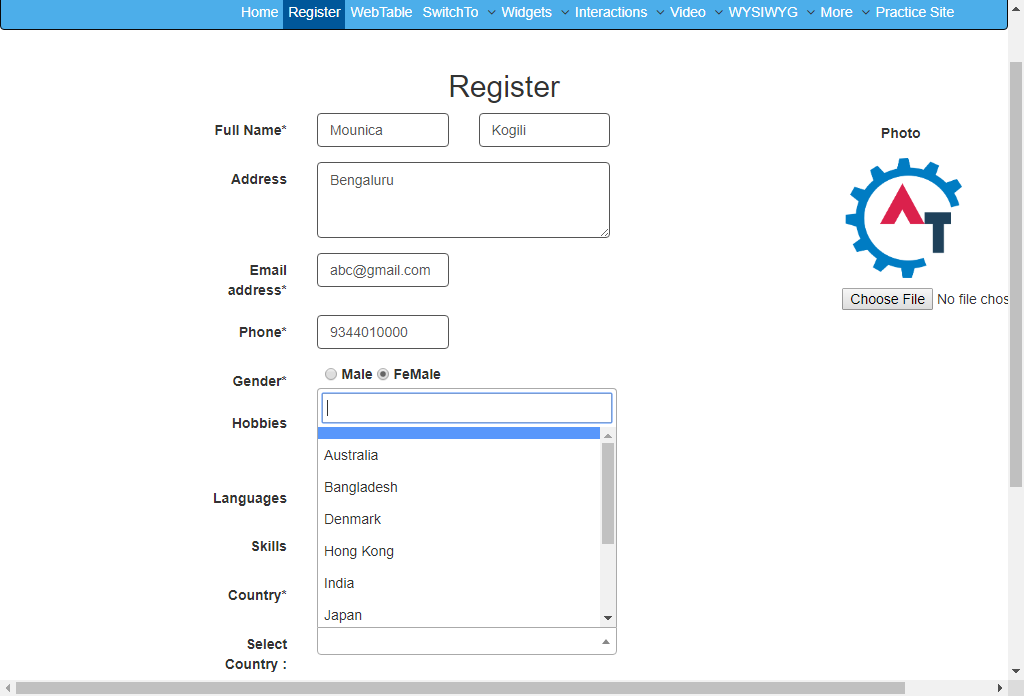 Home Register WebTable SwitchTo Widgets Interactions Video WYSIWYG More Practice Site
Register
Full Name* Mounica Kogili
Photo
Address Bengaluru
AT
Email address* abc@gmail.com
Choose File No file chos
Phone* 9344010000
Gender* Male FeMale
Hobbies
Australia
Bangladesh
Languages
Denmark
Skills
Hong Kong
India
Country*
Japan
Select Country :